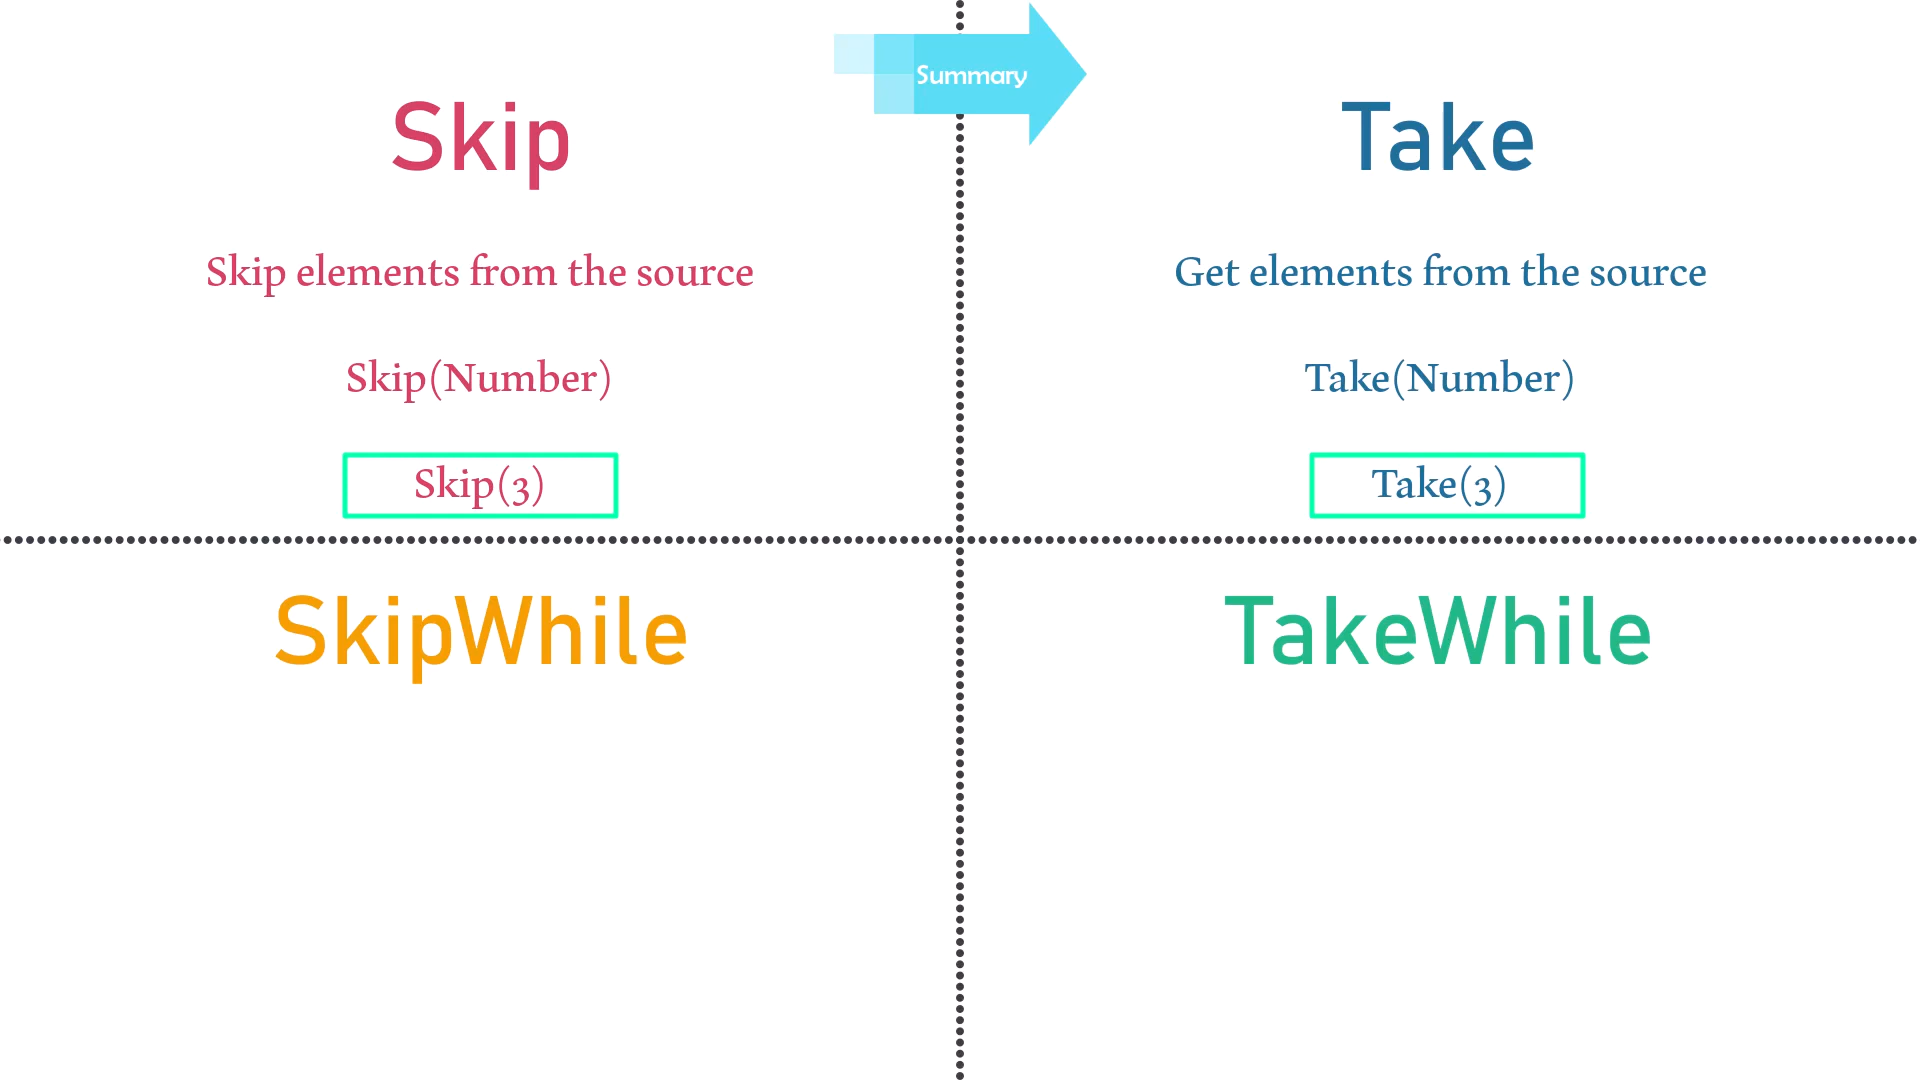 Summary
Skip
Skip elements from the source
Skip(Number)
Skip(3)
Take
Get elements from the source
Take(Number)
Take(3)
SkipWhile
TakeWhile